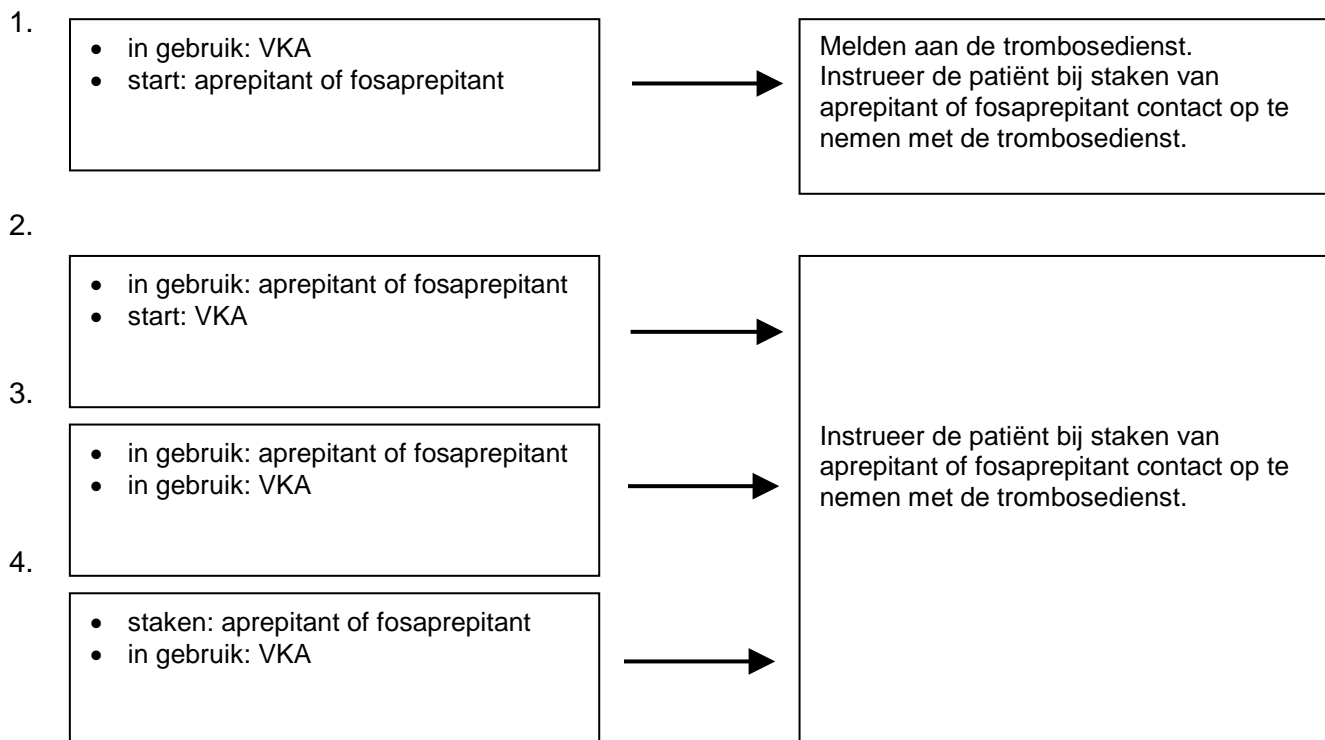 1.
• in gebruik: VKA
• start: aprepitant of fosaprepitant
Melden aan de trombosedienst.
Instrueer de patiënt bij staken van
aprepitant of fosaprepitant contact op te
nemen met de trombosedienst.
2.
• in gebruik: aprepitant of fosaprepitant
• start: VKA
3.
• in gebruik: aprepitant of fosaprepitant
• in gebruik: VKA
Instrueer de patiënt bij staken van
aprepitant of fosaprepitant contact op te
nemen met de trombosedienst.
4.
• staken: aprepitant of fosaprepitant
• in gebruik: VKA